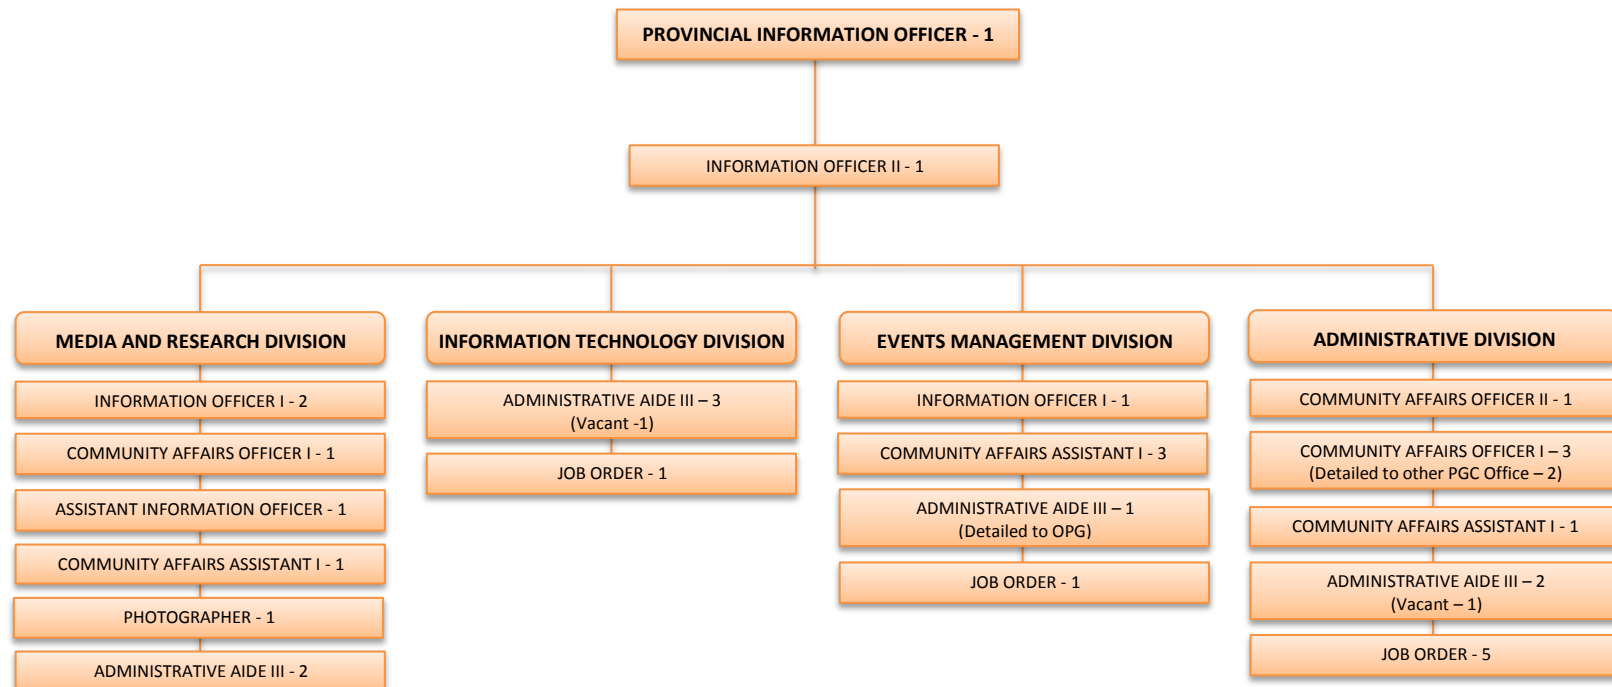 PROVINCIAL INFORMATION OFFICER - 1
INFORMATION OFFICER II - 1
MEDIA AND RESEARCH DIVISION
INFORMATION OFFICER I - 2
COMMUNITY AFFAIRS OFFICER I - 1
ASSISTANT INFORMATION OFFICER - 1
COMMUNITY AFFAIRS ASSISTANT I - 1
PHOTOGRAPHER - 1
ADMINISTRATIVE AIDE III - 2
INFORMATION TECHNOLOGY DIVISION
ADMINISTRATIVE AIDE III – 3
(Vacant -1)
JOB ORDER - 1
EVENTS MANAGEMENT DIVISION
INFORMATION OFFICER I - 1
COMMUNITY AFFAIRS ASSISTANT I - 3
ADMINISTRATIVE AIDE III – 1
(Detailed to OPG)
JOB ORDER - 1
ADMINISTRATIVE DIVISION
COMMUNITY AFFAIRS OFFICER II - 1
COMMUNITY AFFAIRS OFFICER I – 3
(Detailed to other PGC Office – 2)
COMMUNITY AFFAIRS ASSISTANT I - 1
ADMINISTRATIVE AIDE III – 2
(Vacant – 1)
JOB ORDER - 5